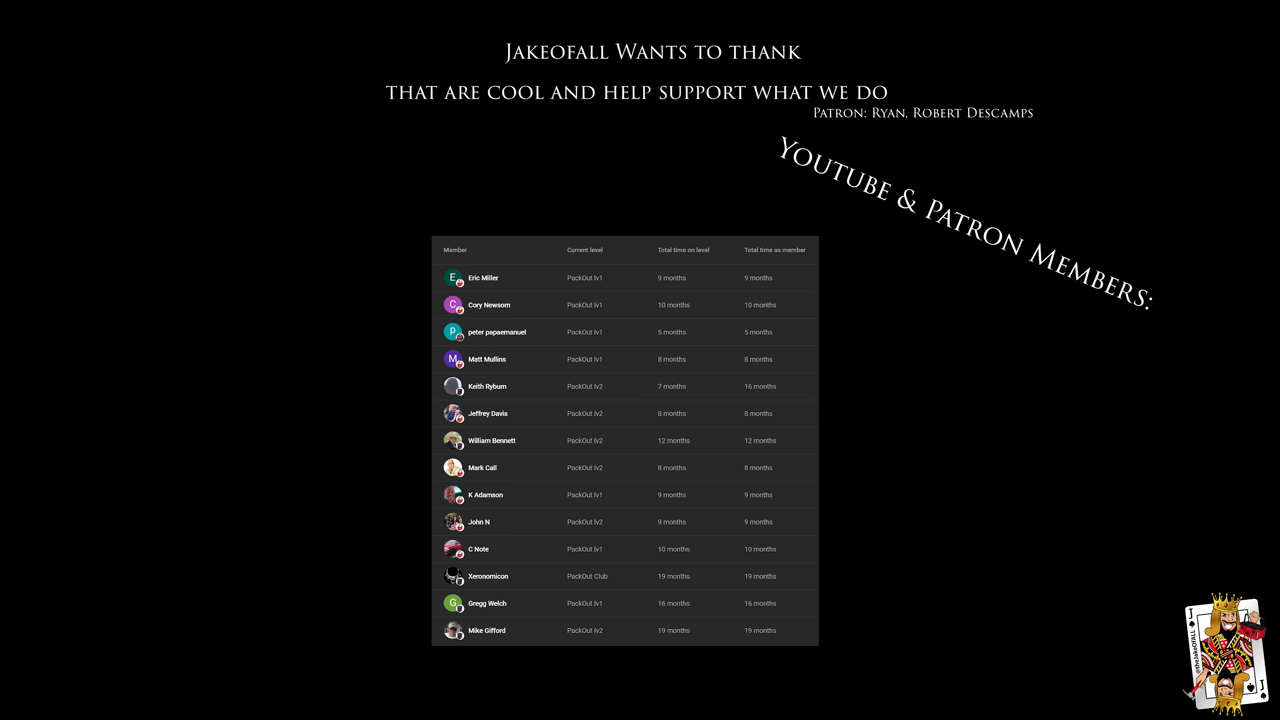 Jakeofall Wants to thank
that are cool and help support what we do
Patron: Ryan, Robert Descamps
Youtube & Patron Members:
Member Current level Total time on level Total time as member
E Eric Miller PackOut lv1 9 months 9 months
C Cory Newsom PackOut lv1 10 months 10 months
p peter papaemanuel PackOut lv1 5 months 5 months
M Matt Mullins PackOut lv1 8 months 8 months
Keith Ryburn PackOut lv2 7 months 16 months
Jeffrey Davis PackOut lv2 8 months 8 months
William Bennett PackOut lv2 12 months 12 months
Mark Call PackOut lv2 8 months 8 months
K Adamson PackOut lv1 9 months 9 months
John N PackOut lv2 9 months 9 months
C Note PackOut lv1 10 months 10 months
Xeronomicon PackOut Club 19 months 19 months
G Gregg Welch PackOut lv1 16 months 16 months
Mike Gifford PackOut lv2 19 months 19 months
J
@theJakeOfAll
J